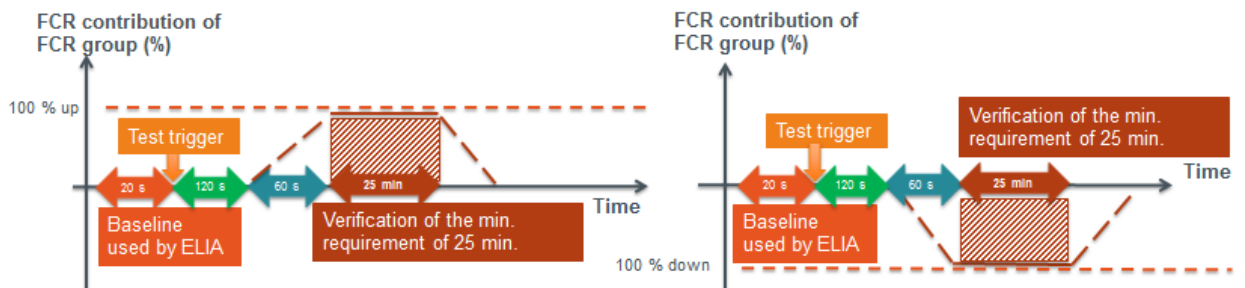 FCR contribution of
FCR group (%)
100 % up
Test trigger
20 s
120 s
60 s
25 min
Time
Baseline
used by ELIA
Verification of the min.
requirement of 25 min.
FCR contribution of
FCR group (%)
Verification of the min.
requirement of 25 min.
Test trigger
Time
20 s
120 s
60 s
25 min
Baseline
used by ELIA
100 % down